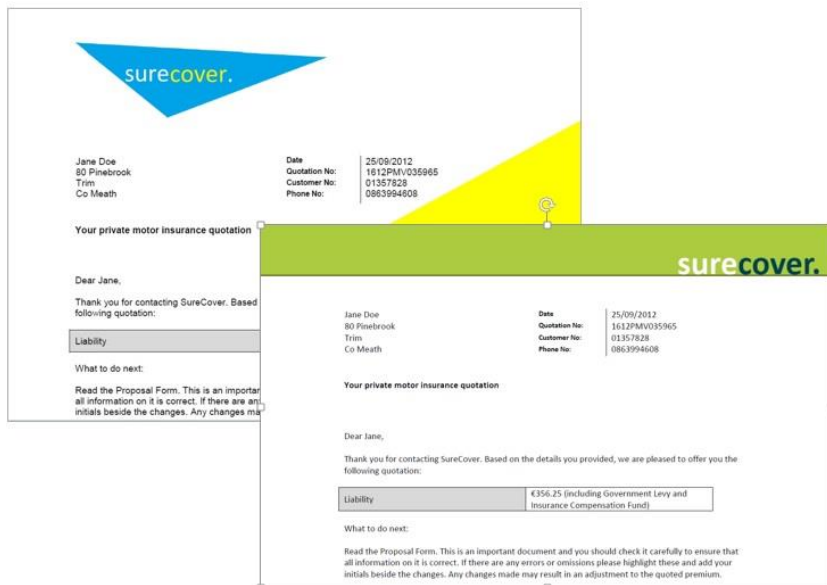 surecover.
Jane Doe
80 Pinebrook
Trim
Co Meath
Date 25/09/2012
Quotation No: 1612PMV035965
Customer No: 01357828
Phone No: 0863994608
Your private motor insurance quotation
Dear Jane,
Thank you for contacting SureCover. Based
following quotation:
Liability
What to do next:
Read the Proposal Form. This is an importan
all information on it is correct. If there are an
initials beside the changes. Any changes ma
surecover.
Jane Doe
80 Pinebrook
Trim
Co Meath
Date 25/09/2012
Quotation No: 1612PMV035965
Customer No: 01357828
Phone No: 0863994608
Your private motor insurance quotation
Dear Jane,
Thank you for contacting SureCover. Based on the details you provided, we are pleased to offer you the
following quotation:
Liability
€356.25 (including Government Levy and
Insurance Compensation Fund)
What to do next:
Read the Proposal Form. This is an important document and you should check it carefully to ensure that
all information on it is correct. If there are any errors or omissions please highlight these and add your
initials beside the changes. Any changes made may result in an adjustment to the quoted premium.